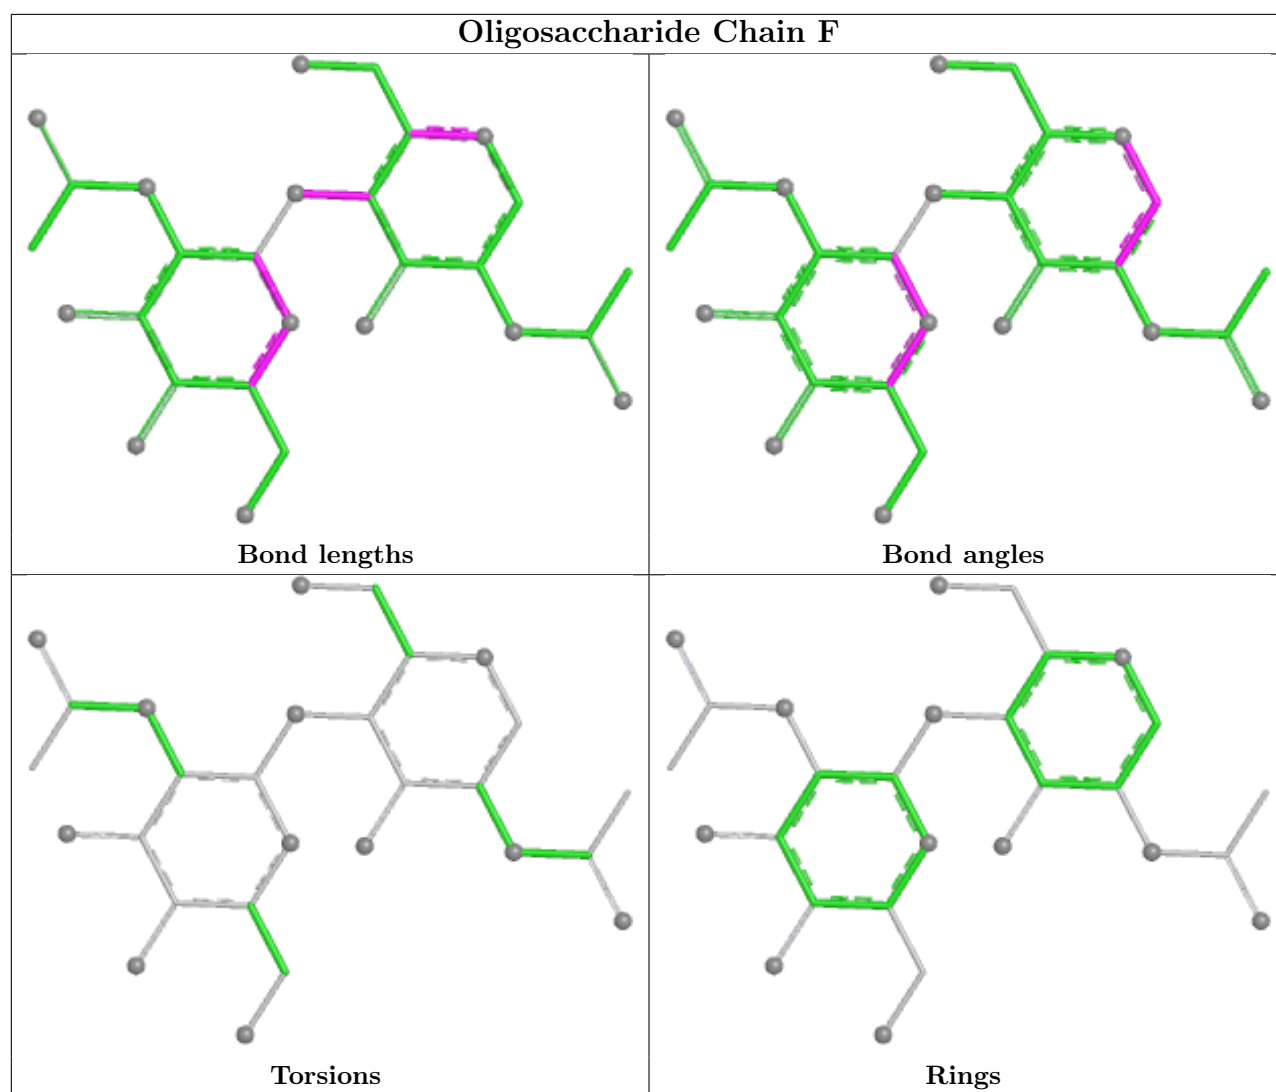 Oligosaccharide Chain F
Bond lengths
Bond angles
Torsions
Rings